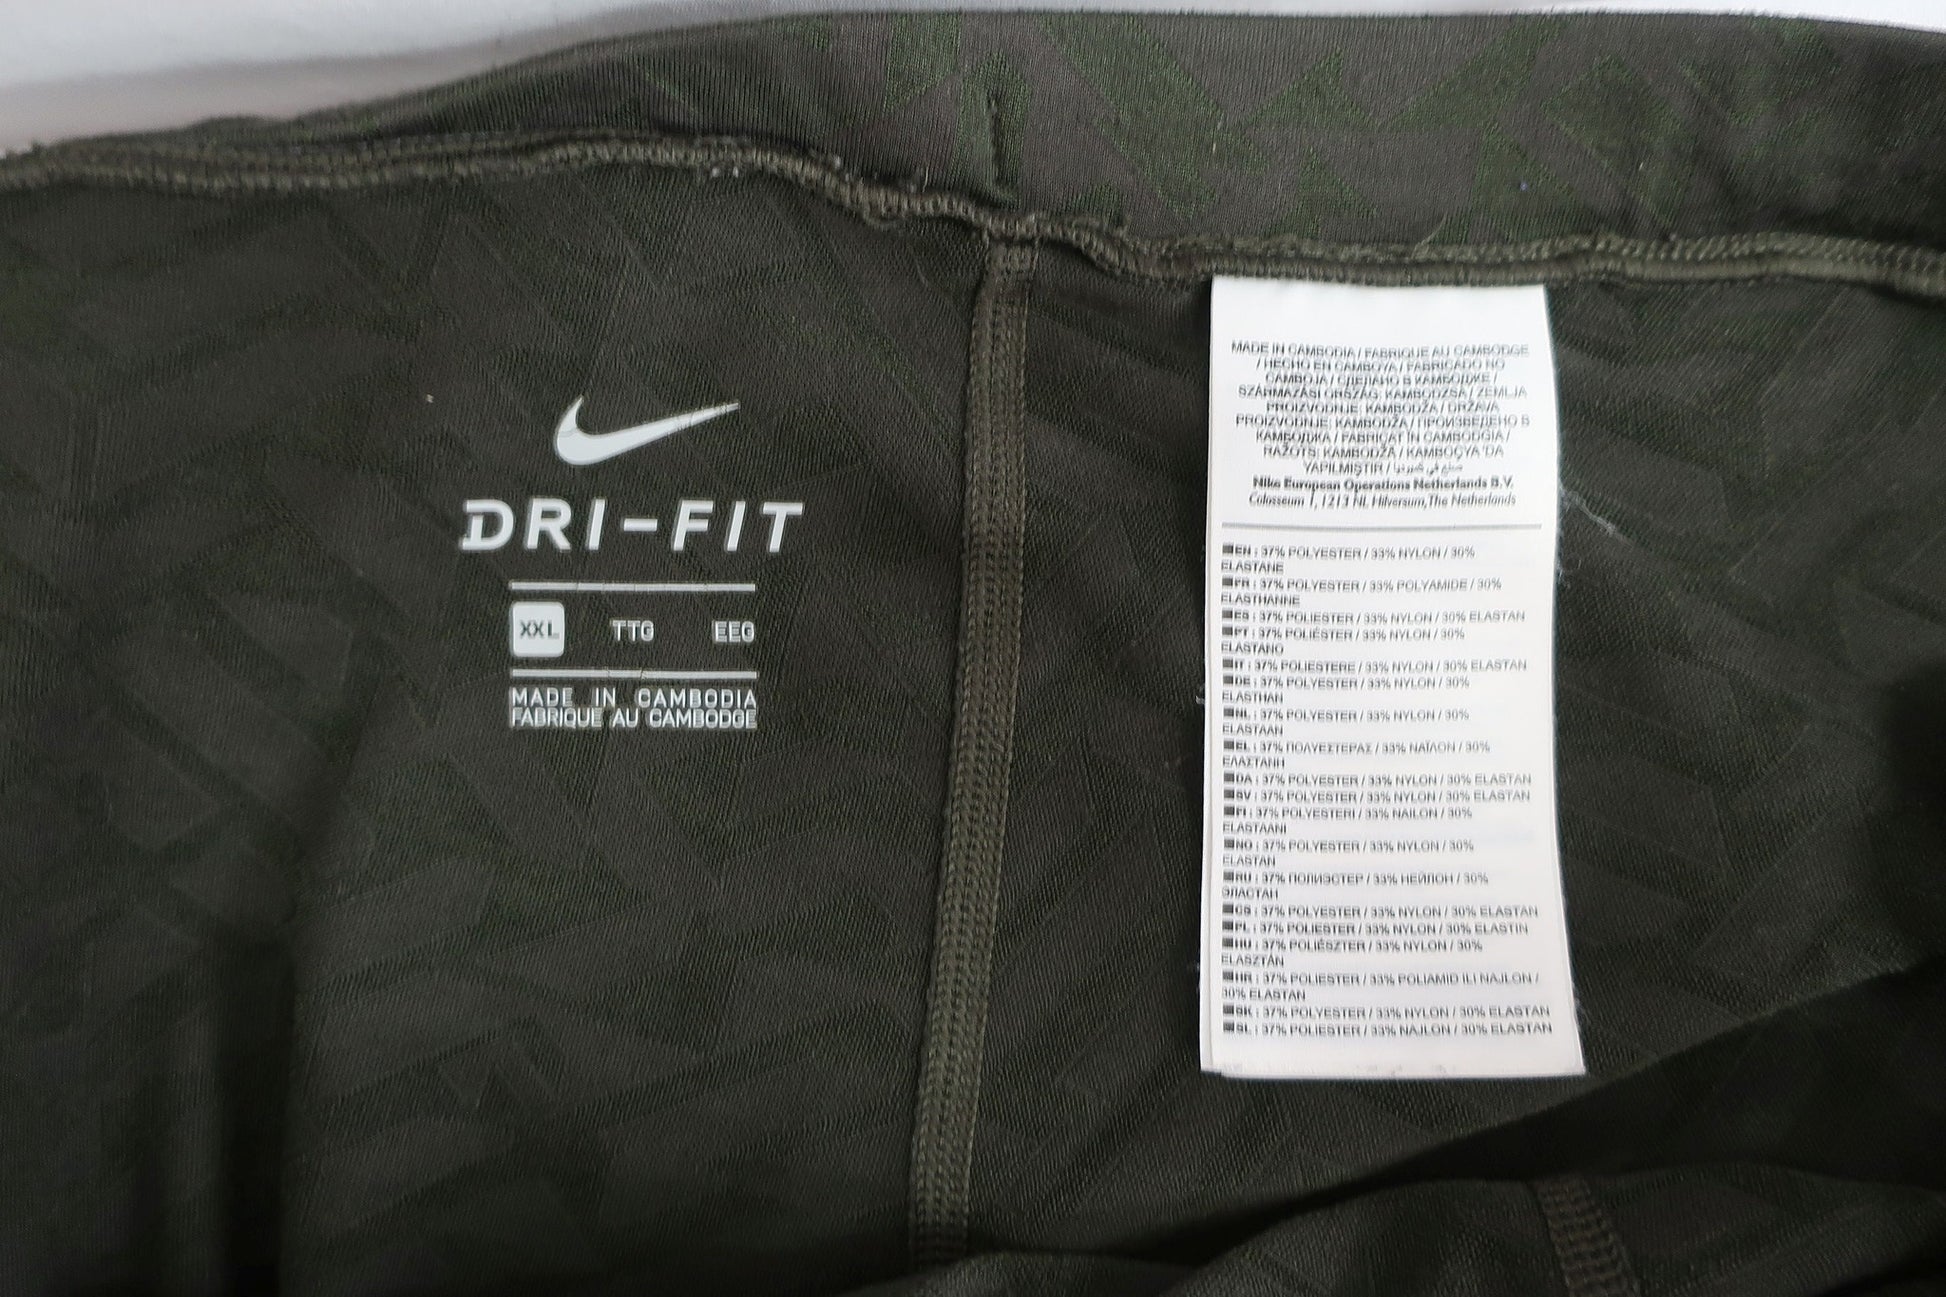 DRI-FIT
XXL TTG EEG
MADE IN CAMBODIA
FABRIQUE AU CAMBODGE
MADE IN CAMBODIA / FABRIQUE AU CAMBODGE
/ HECHO EN CAMBOYA / FABRICADO NO
CAMBOJA / СДЕЛАНО В КАМБОДЖЕ /
SZÁRMAZÁSI ORSZÁG: KAMBODZSA / ZEMLJA
PROIZVODNJE: KAMBODŽA / DRŽAVA
PROIZVODNJE: KAMBODŽA / ПРОИЗВЕДЕНО В
КАМБОДЖА / FABRICAT ÎN CAMBODGIA /
RAŽOTS: KAMBODŽA / KAMBOÇYA 'DA
YAPILMIŞTIR / صنع في
Nike European Operations Netherlands B.V.
Colosseum 1, 1213 NL Hilversum, The Netherlands
EN : 37% POLYESTER / 33% NYLON / 30%
ELASTANE
FR : 37% POLYESTER / 33% POLYAMIDE / 30%
ELASTHANNE
ES : 37% POLIÉSTER / 33% NYLON / 30% ELASTAN
PT : 37% POLIÉSTER / 33% NYLON / 30%
ELASTANO
IT : 37% POLIESTERE / 33% NYLON / 30% ELASTAN
DE : 37% POLYESTER / 33% NYLON / 30%
ELASTHAN
NL : 37% POLYESTER / 33% NYLON / 30%
ELASTAAN
EL : 37% ΠΟΛΥΕΣΤΕΡΑΣ / 33% ΝΑΪΛΟΝ / 30%
ΕΛΑΣΤΑΝΗ
DA : 37% POLYESTER / 33% NYLON / 30% ELASTAN
SV : 37% POLYESTER / 33% NYLON / 30% ELASTAN
FI : 37% POLYESTERI / 33% NAILON / 30%
ELASTAANI
NO : 37% POLYESTER / 33% NYLON / 30%
ELASTAN
RU : 37% ПОЛИЭСТЕР / 33% НЕЙЛОН / 30%
ЭЛАСТАН
CS : 37% POLYESTER / 33% NYLON / 30% ELASTAN
PL : 37% POLYESTER / 33% NYLON / 30% ELASTIN
HU : 37% POLIÉSZTER / 33% NYLON / 30%
ELASZTÁN
HR : 37% POLIESTER / 33% POLIAMID ILI NAJLON /
30% ELASTAN
SK : 37% POLYESTER / 33% NYLON / 30% ELASTAN
SL : 37% POLIESTER / 33% NAJLON / 30% ELASTAN